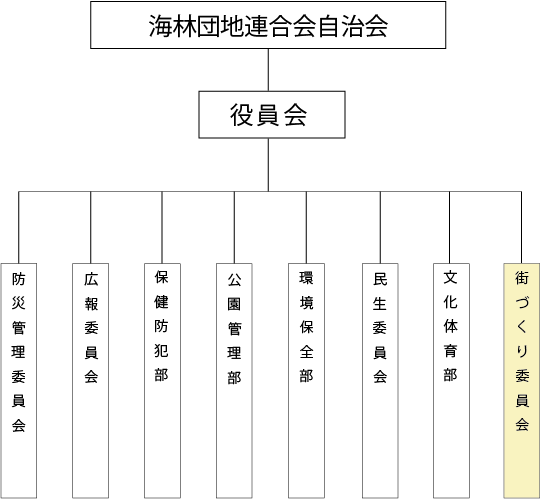 海林団地連合会自治会
役員会
防災管理委員会
広報委員会
保健防犯部
公園管理部
環境保全部
民生委員会
文化体育部
街づくり委員会